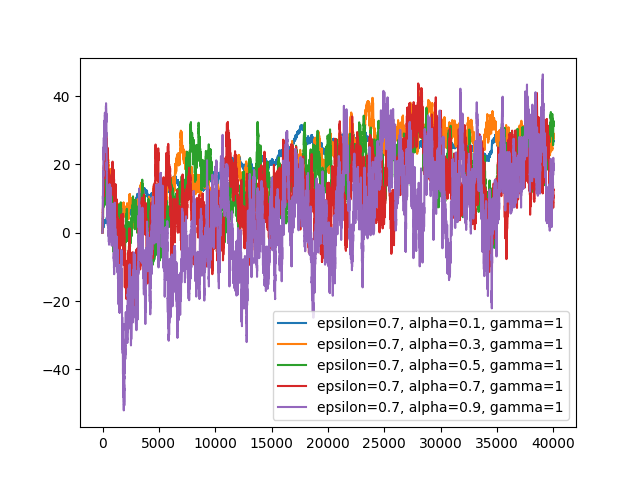 40
20
0
−20
−40
epsilon=0.7, alpha=0.1, gamma=1
epsilon=0.7, alpha=0.3, gamma=1
epsilon=0.7, alpha=0.5, gamma=1
epsilon=0.7, alpha=0.7, gamma=1
epsilon=0.7, alpha=0.9, gamma=1
0 5000 10000 15000 20000 25000 30000 35000 40000